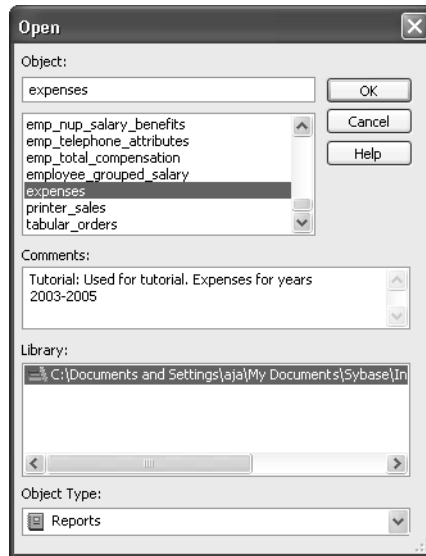 Open
Object:
expenses
OK
emp_nup_salary_benefits
emp_telephone_attributes
emp_total_compensation
employee_grouped_salary
expenses
printer_sales
tabular_orders
Cancel
Help
Comments:
Tutorial: Used for tutorial. Expenses for years
2003-2005
Library:
C:\Documents and Settings\aja\My Documents\Sybase\In
Object Type:
Reports